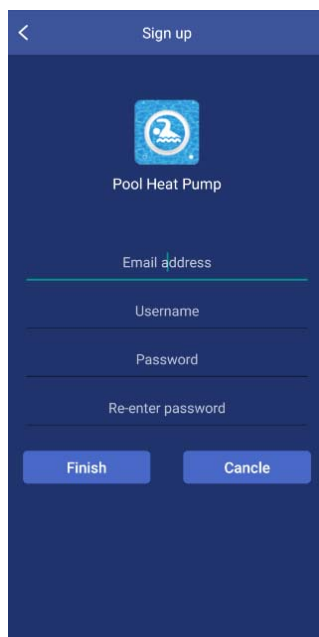 Sign up
Pool Heat Pump
Email address
Username
Password
Re-enter password
Finish Cancle